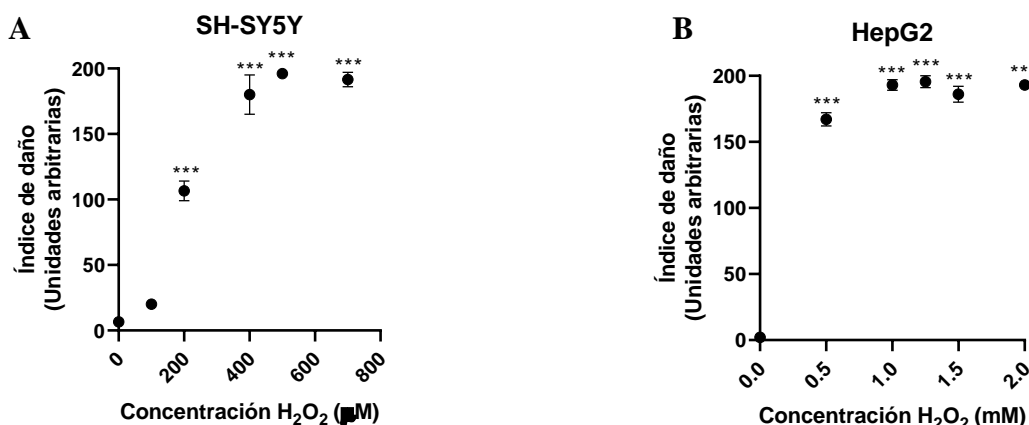 A
SH-SY5Y
***
***
***
***
200
150
100
50
0
Índice de daño
(Unidades arbitrarias)
0
200
400
600
800
Concentración H₂O₂ (µM)
B
HepG2
***
***
***
***
**
200
150
100
50
0
Índice de daño
(Unidades arbitrarias)
0.0
0.5
1.0
1.5
2.0
Concentración H₂O₂ (mM)